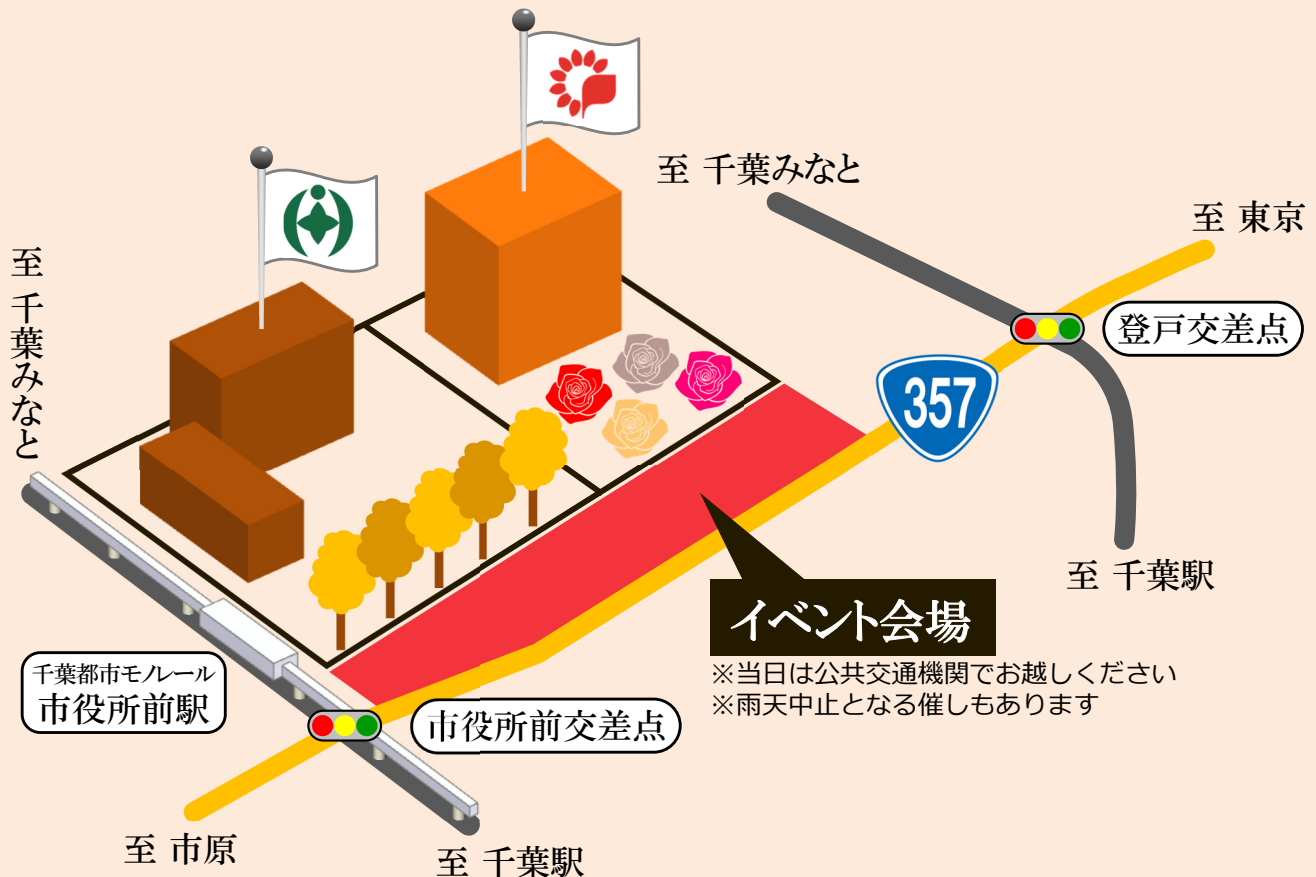 至 千葉みなと
至 東京
至 千葉みなと
登戸交差点
357
至 千葉駅
イベント会場
※当日は公共交通機関でお越しください
※雨天中止となる催しもあります
千葉都市モノレール
市役所前駅
市役所前交差点
至 市原
至 千葉駅